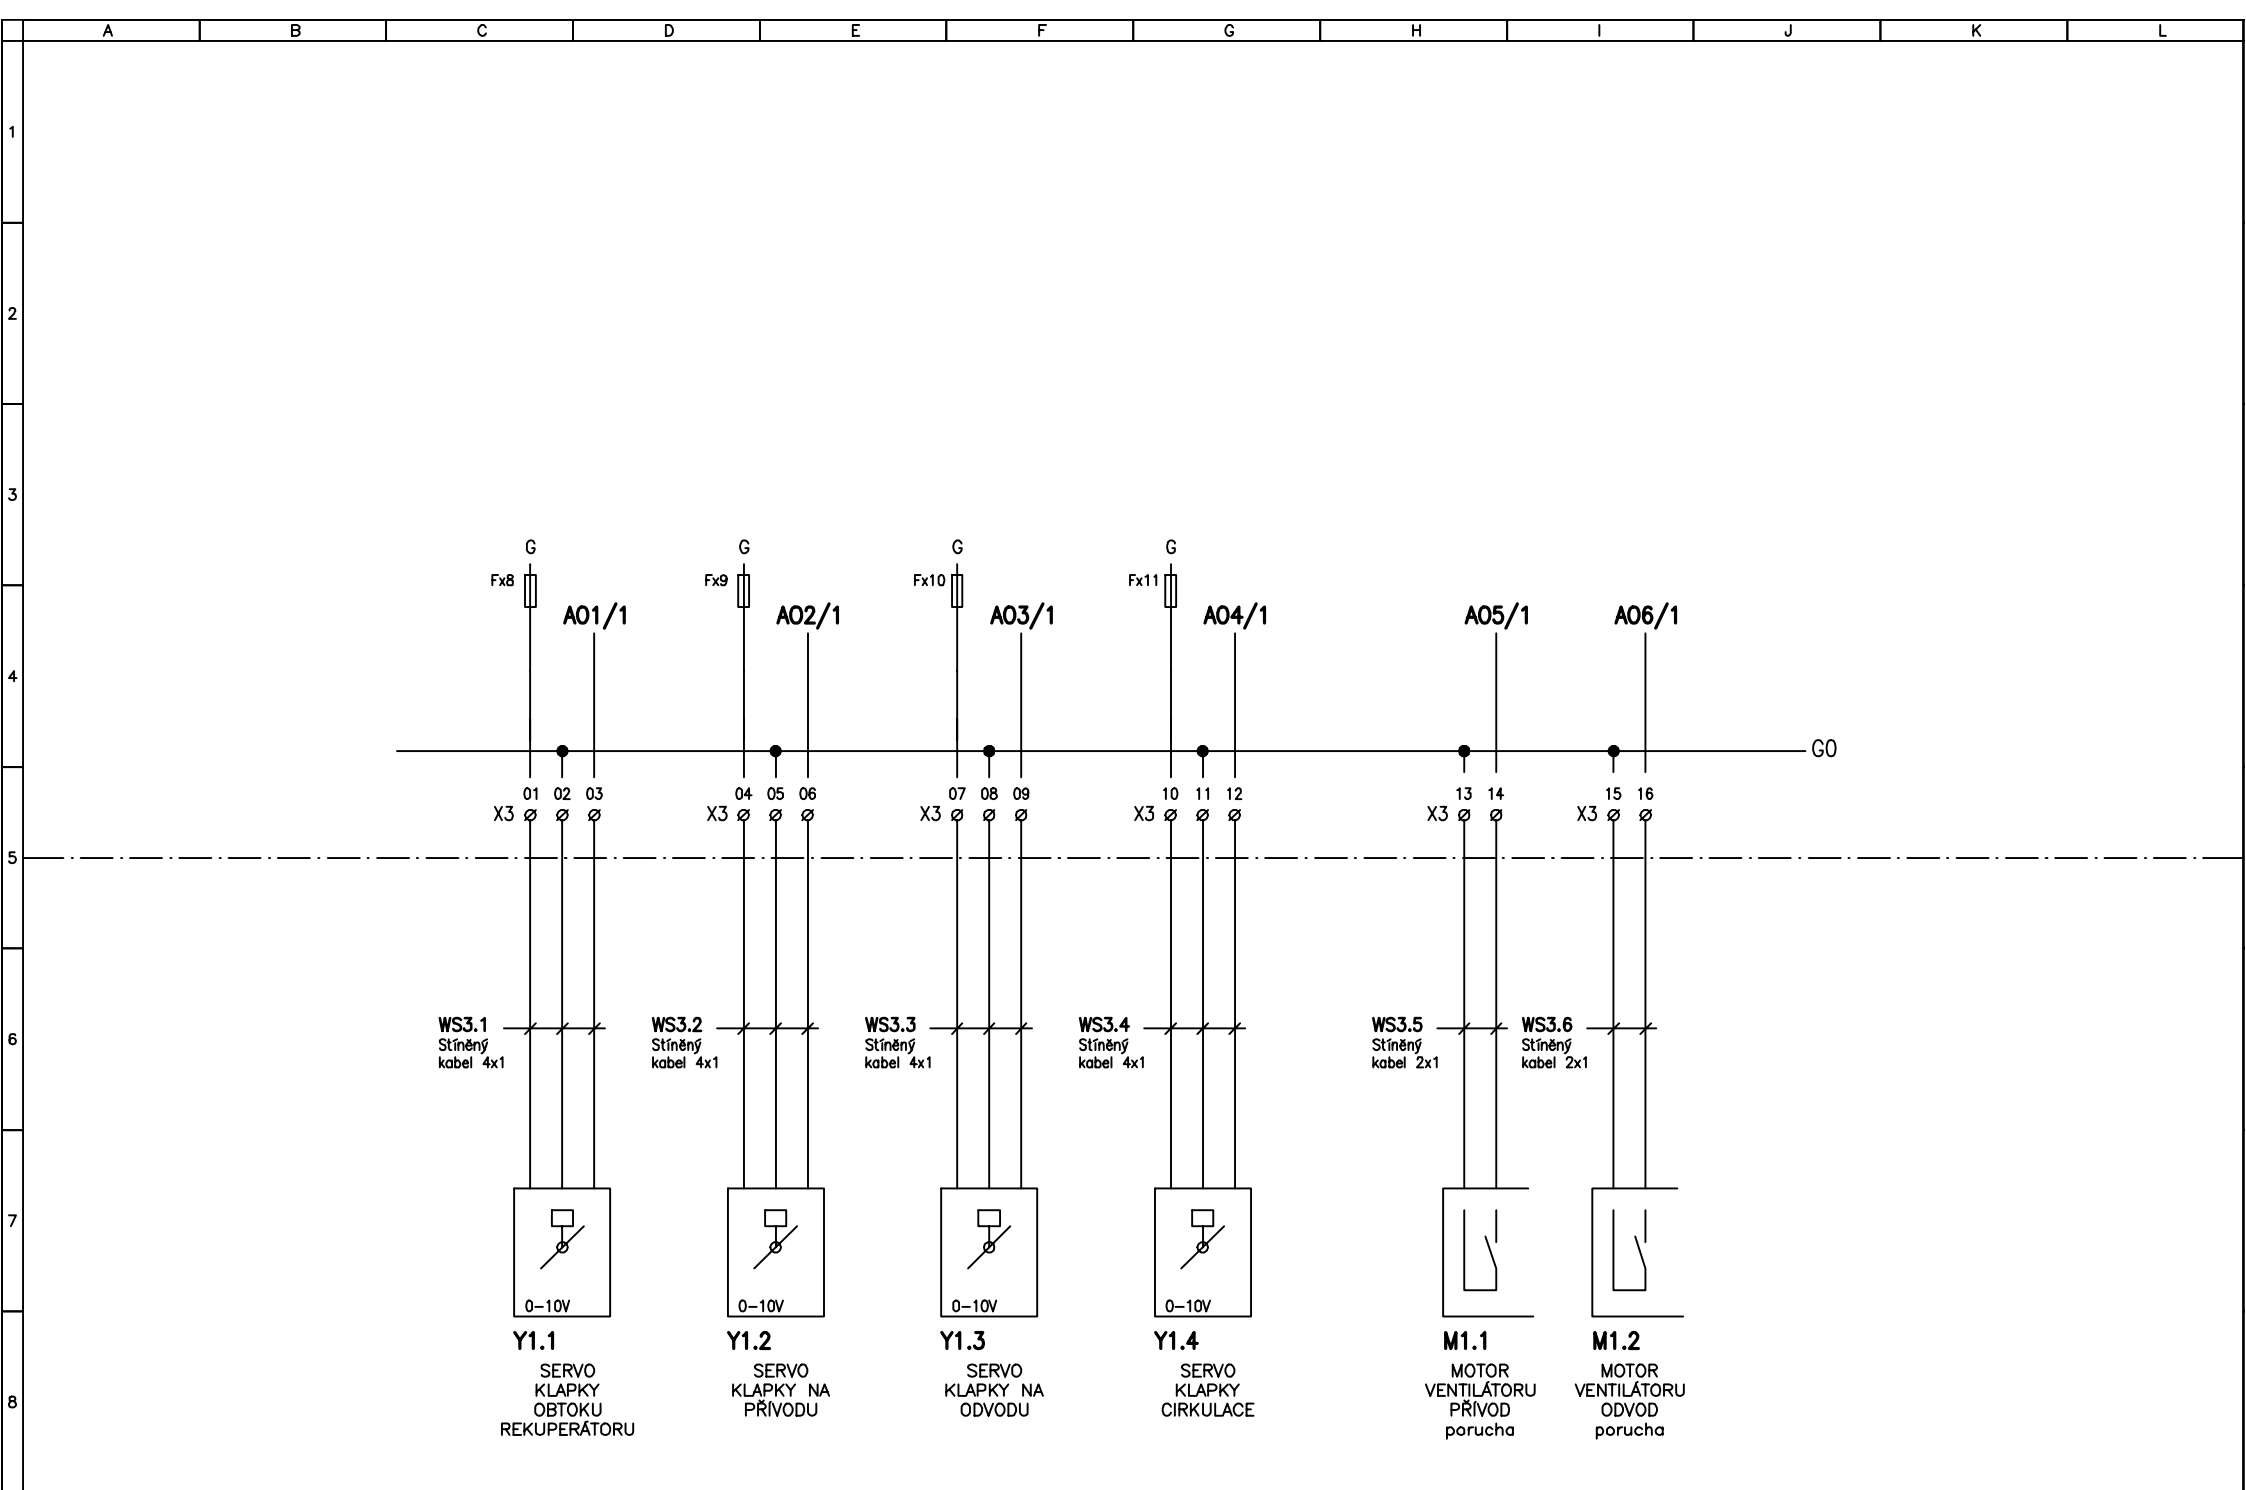 A B C D E F G H I J K L
1
2
3
G G G G
Fx8 Fx9 Fx10 Fx11
AO1/1 AO2/1 AO3/1 AO4/1 AO5/1 AO6/1
4
G0
01 02 03 04 05 06 07 08 09 10 11 12 13 14 15 16
X3 X3 X3 X3 X3 X3
5
WS3.1 WS3.2 WS3.3 WS3.4 WS3.5 WS3.6
6
Stíněný Stíněný Stíněný Stíněný Stíněný Stíněný
kabel 4x1 kabel 4x1 kabel 4x1 kabel 4x1 kabel 2x1 kabel 2x1
7
0-10V 0-10V 0-10V 0-10V
Y1.1 Y1.2 Y1.3 Y1.4 M1.1 M1.2
SERVO SERVO SERVO SERVO MOTOR MOTOR
KLAPKY KLAPKY NA KLAPKY NA KLAPKY VENTILÁTORU VENTILÁTORU
8
OBTOKU PŘÍVODU ODVODU CIRKULACE PŘÍVOD ODVOD
REKUPERÁTORU porucha porucha